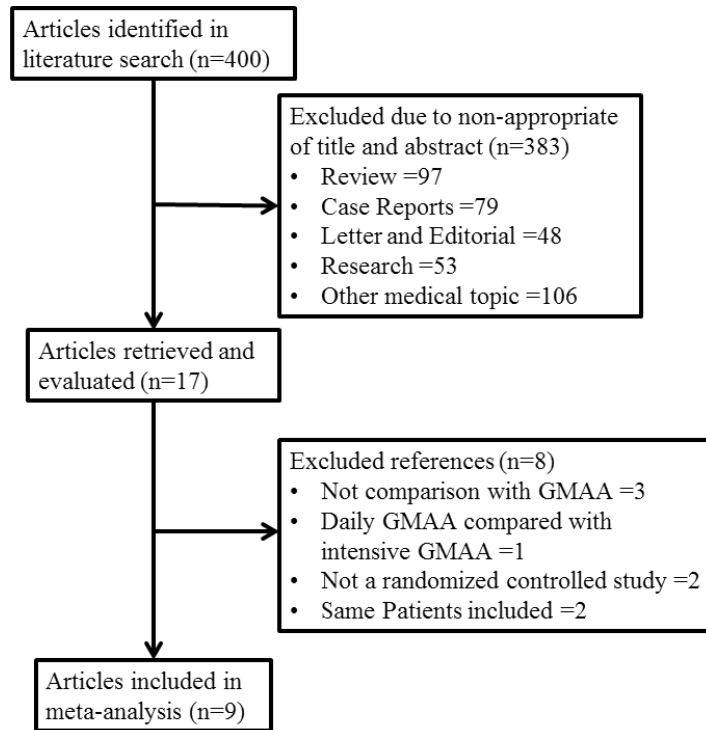 Articles identified in
literature search (n=400)
Excluded due to non-appropriate
of title and abstract (n=383)
• Review =97
• Case Reports =79
• Letter and Editorial =48
• Research =53
• Other medical topic =106
Articles retrieved and
evaluated (n=17)
Excluded references (n=8)
• Not comparison with GMAA =3
• Daily GMAA compared with
intensive GMAA =1
• Not a randomized controlled study =2
• Same Patients included =2
Articles included in
meta-analysis (n=9)